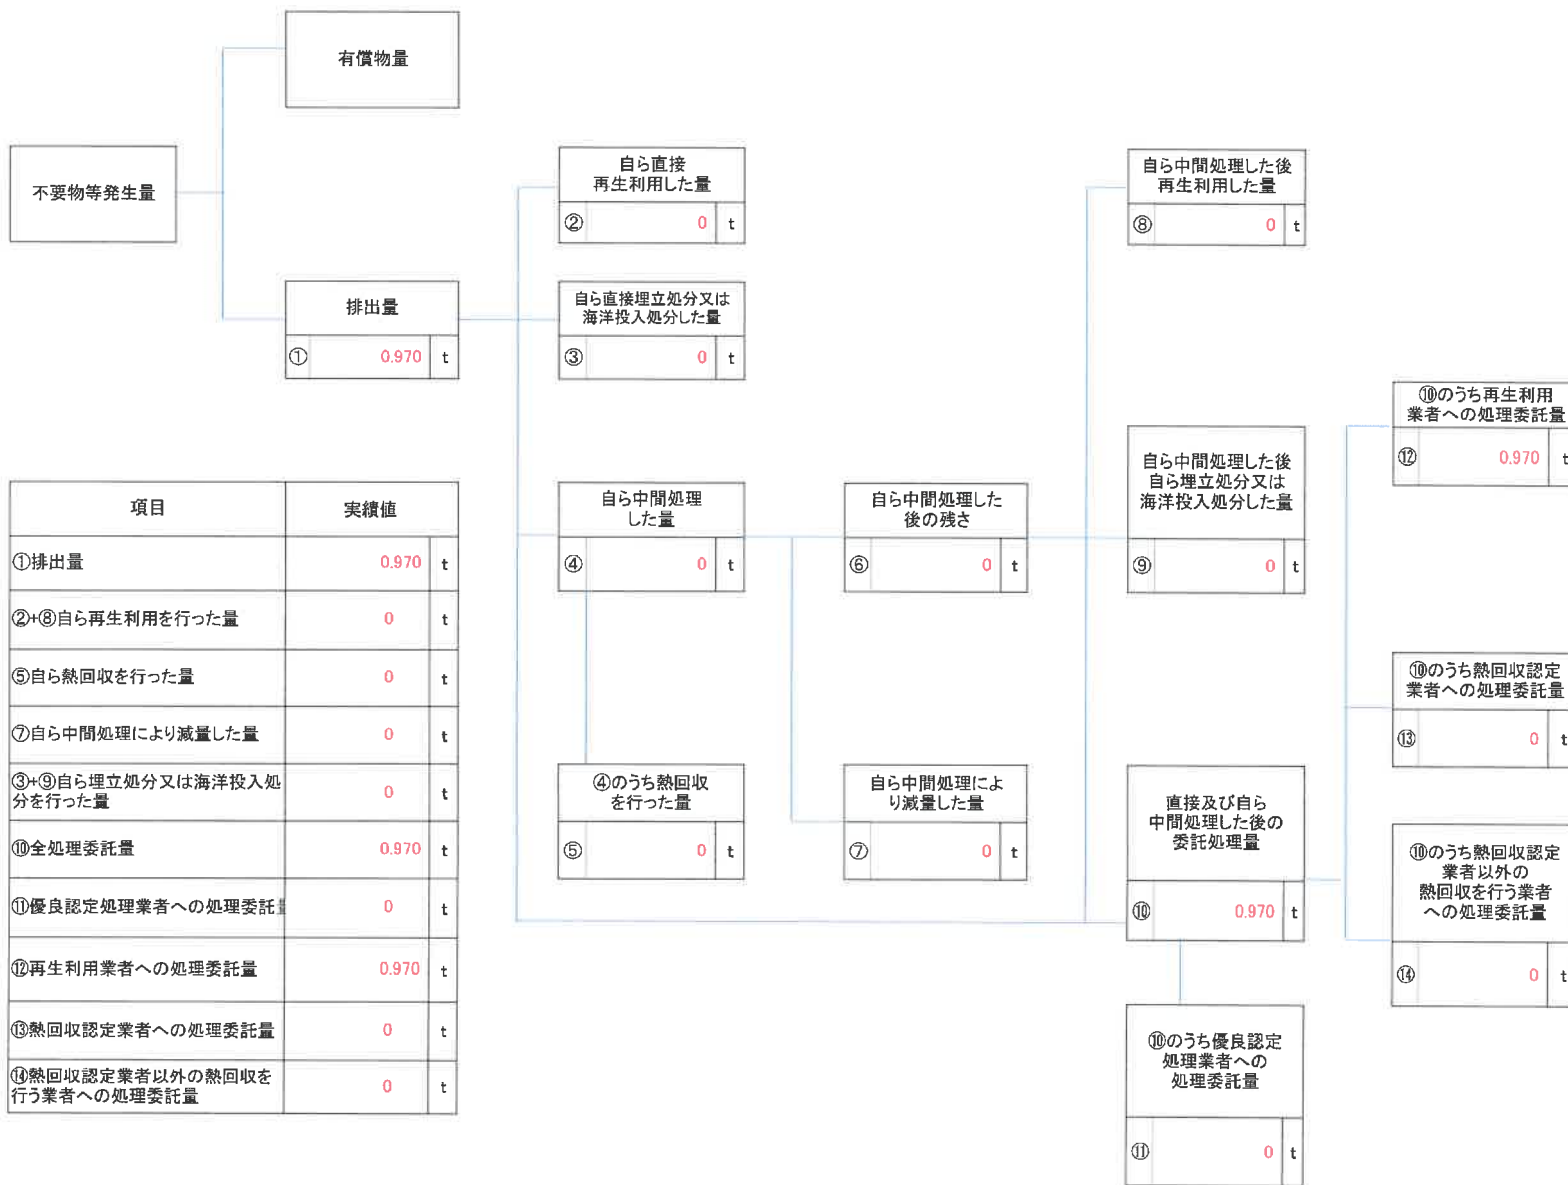 有償物量
不要物等発生量
排出量
① 0.970 t
自ら直接
再生利用した量
② 0 t
自ら直接埋立処分又は
海洋投入処分した量
③ 0 t
自ら中間処理
した量
④ 0 t
④のうち熱回収
を行った量
⑤ 0 t
自ら中間処理した
後の残さ
⑥ 0 t
自ら中間処理によ
り減量した量
⑦ 0 t
自ら中間処理した後
再生利用した量
⑧ 0 t
自ら中間処理した後
自ら埋立処分又は
海洋投入処分した量
⑨ 0 t
直接及び自ら
中間処理した後の
委託処理量
⑩ 0.970 t
⑩のうち優良認定
処理業者への
処理委託量
⑪ 0 t
⑩のうち再生利用
業者への処理委託量
⑫ 0.970 t
⑩のうち熱回収認定
業者への処理委託量
⑬ 0 t
⑩のうち熱回収認定
業者以外の
熱回収を行う業者
への処理委託量
⑭ 0 t
項目 実績値
①排出量 0.970 t
②+⑧自ら再生利用を行った量 0 t
⑤自ら熱回収を行った量 0 t
⑦自ら中間処理により減量した量 0 t
③+⑨自ら埋立処分又は海洋投入処
分を行った量 0 t
⑩全処理委託量 0.970 t
⑪優良認定処理業者への処理委託 0 t
⑫再生利用業者への処理委託量 0.970 t
⑬熱回収認定業者への処理委託量 0 t
⑭熱回収認定業者以外の熱回収を
行う業者への処理委託量 0 t